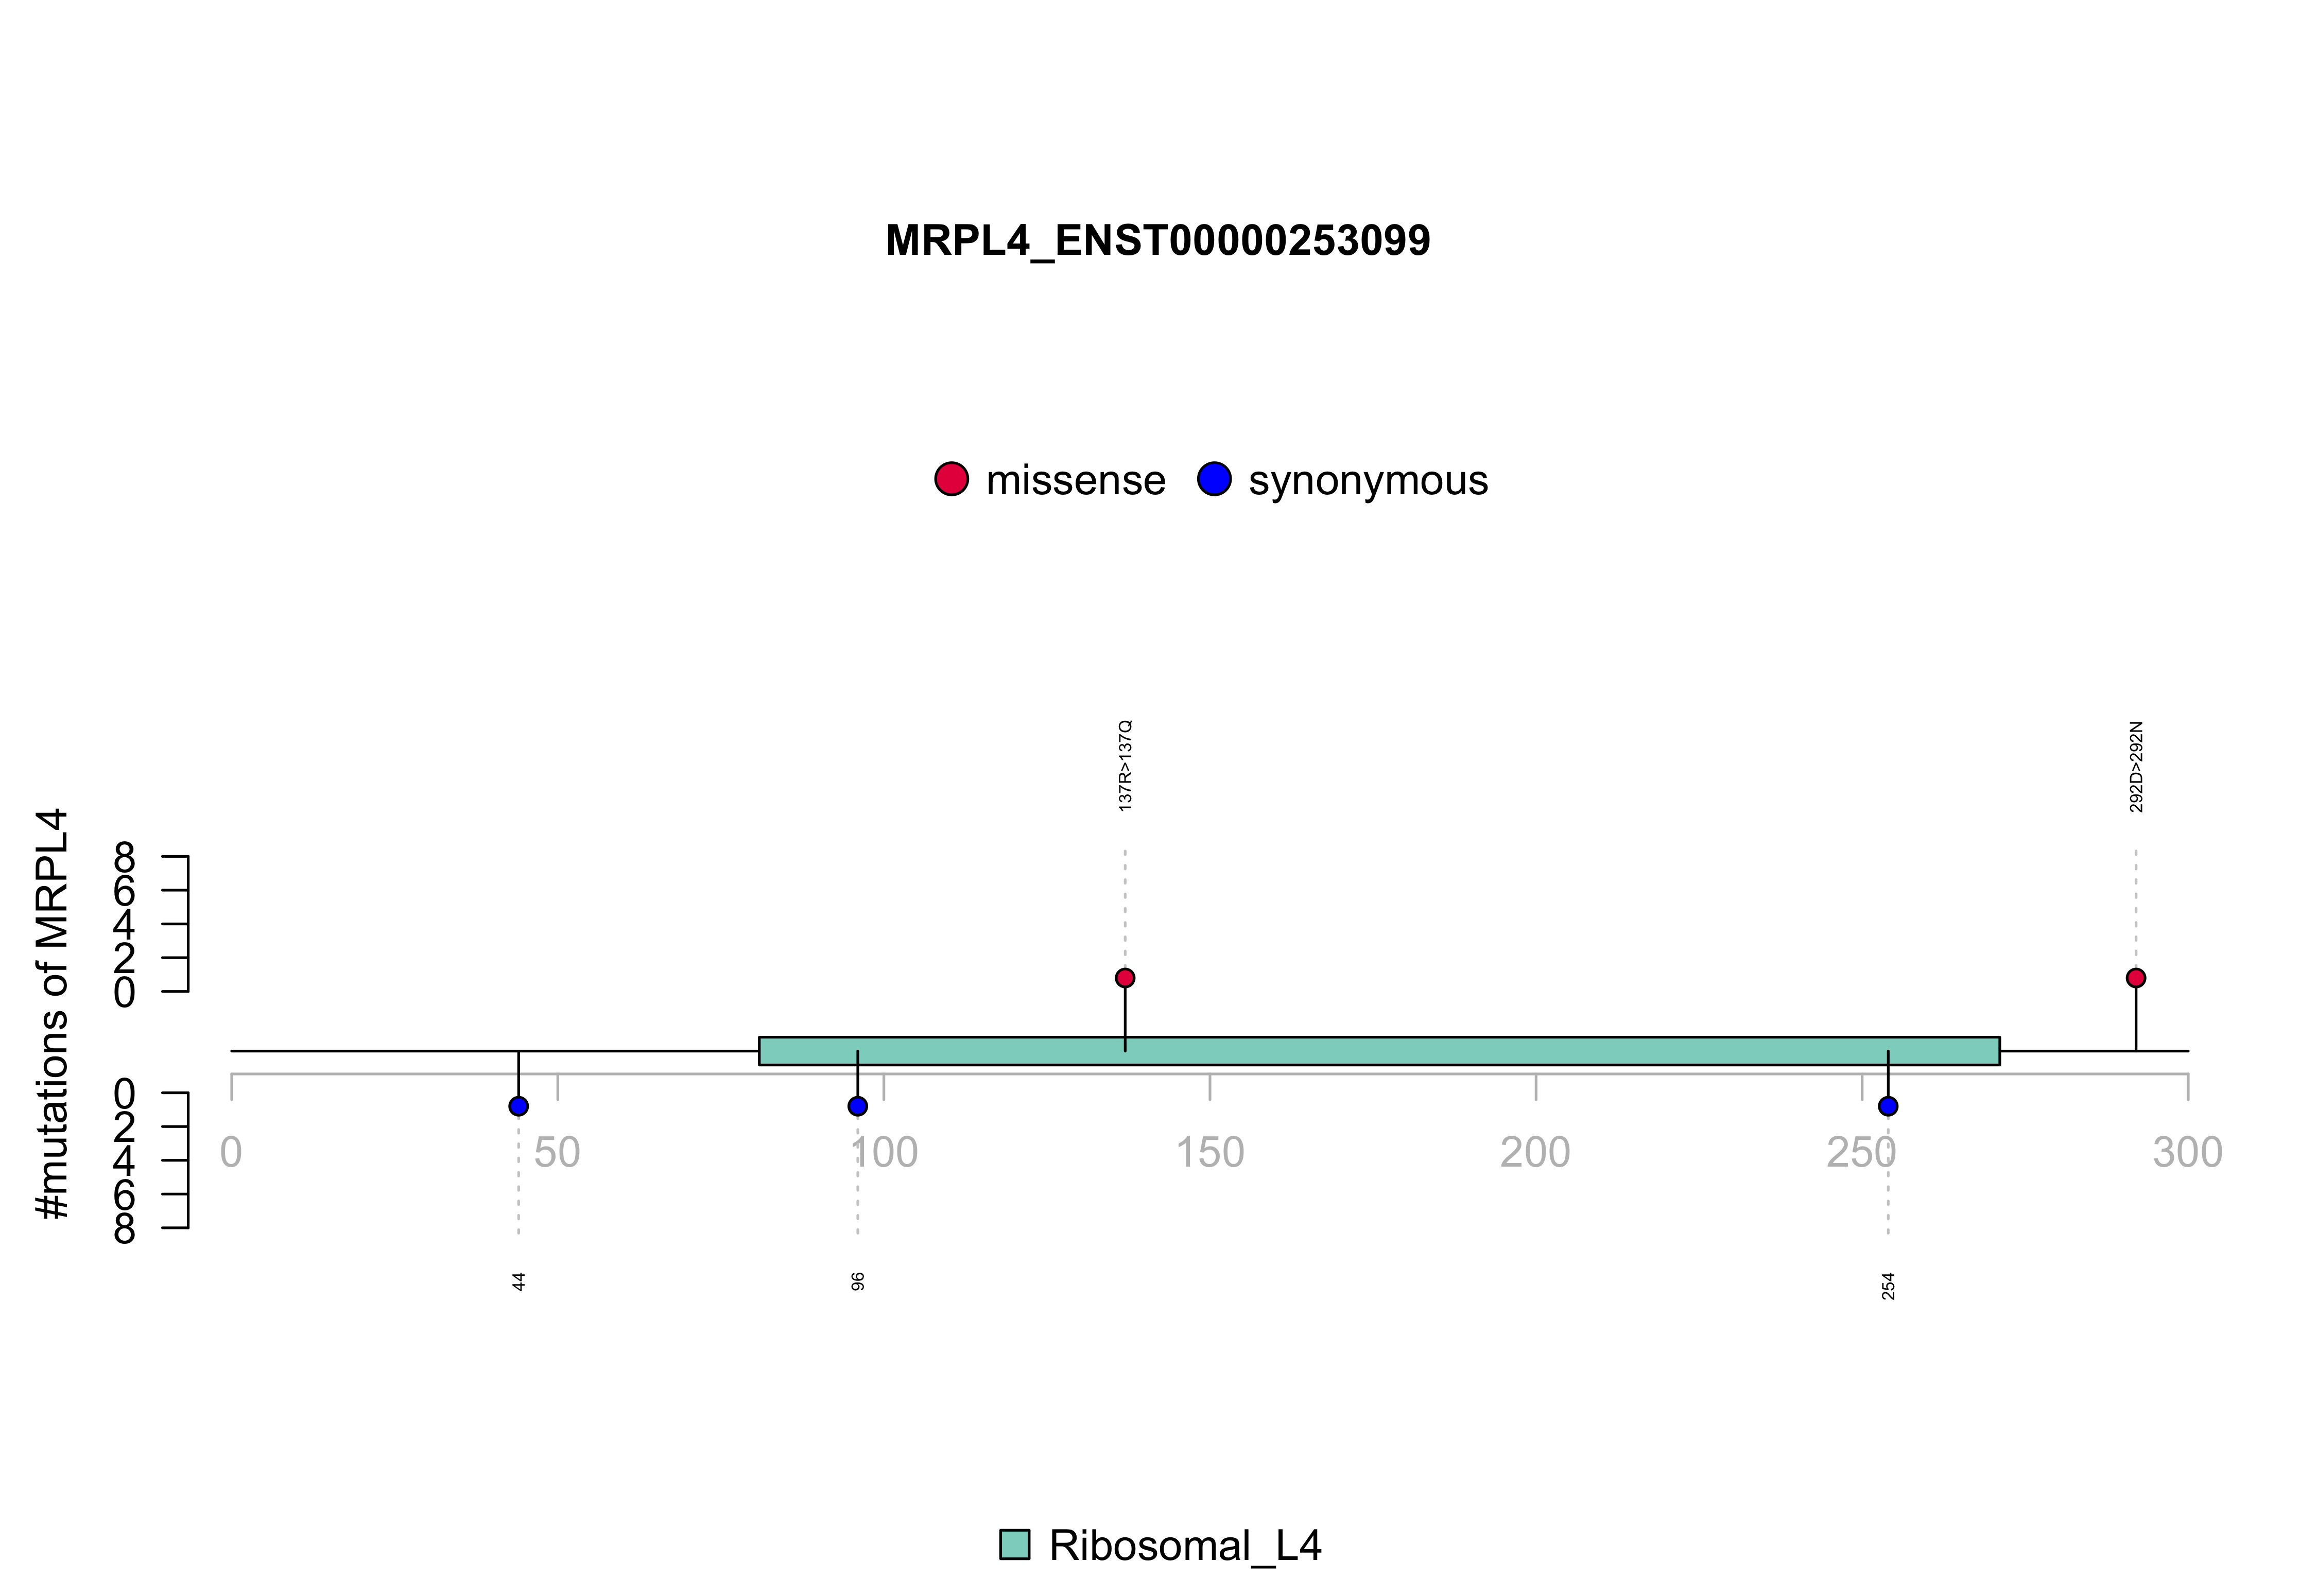 MRPL4_ENST00000253099
missense synonymous
137R>137Q
292D>292N
#mutations of MRPL4
8
6
4
2
0
0
2
4
6
8
0 50 100 150 200 250 300
44
96
254
Ribosomal_L4